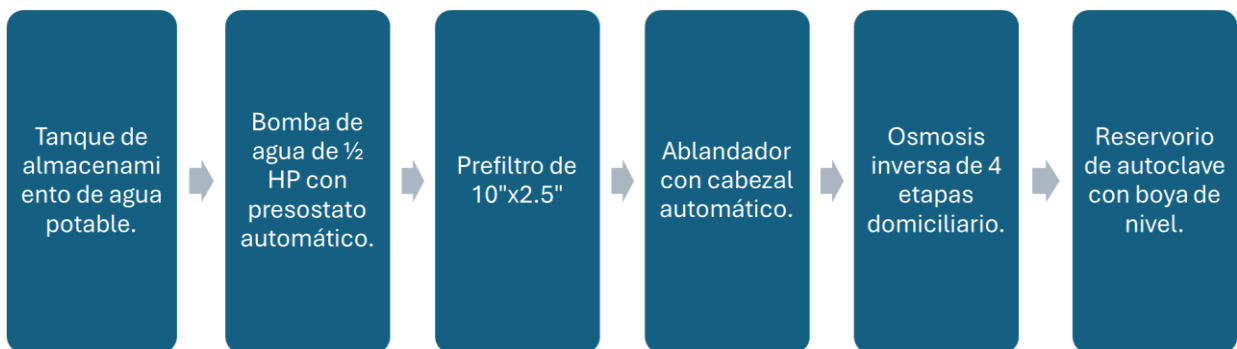 Tanque de
almacenami
ento de agua
potable.
Bomba de
agua de ½
HP con
presostato
automático.
Prefiltro de
10"x2.5"
Ablandador
con cabezal
automático.
Osmosis
inversa de 4
etapas
domiciliario.
Reservorio
de autoclave
con boya de
nivel.